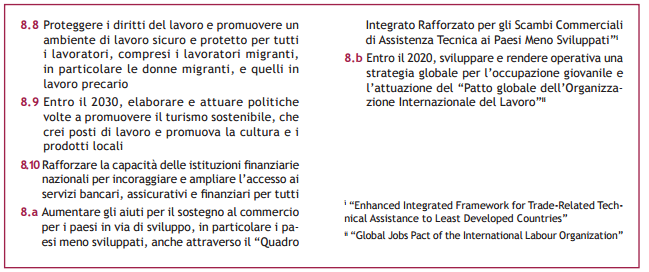 8.8 Proteggere i diritti del lavoro e promuovere un
ambiente di lavoro sicuro e protetto per tutti
i lavoratori, compresi i lavoratori migranti,
in particolare le donne migranti, e quelli in
lavoro precario
8.9 Entro il 2030, elaborare e attuare politiche
volte a promuovere il turismo sostenibile, che
crei posti di lavoro e promuova la cultura e i
prodotti locali
8.10 Rafforzare la capacità delle istituzioni finanziarie
nazionali per incoraggiare e ampliare l’accesso ai
servizi bancari, assicurativi e finanziari per tutti
8.a Aumentare gli aiuti per il sostegno al commercio
per i paesi in via di sviluppo, in particolare i pa-
esi meno sviluppati, anche attraverso il “Quadro
Integrato Rafforzato per gli Scambi Commerciali
di Assistenza Tecnica ai Paesi Meno Sviluppati”i
8.b Entro il 2020, sviluppare e rendere operativa una
strategia globale per l’occupazione giovanile e
l’attuazione del “Patto globale dell’Organizza-
zione Internazionale del Lavoro”ii
i “Enhanced Integrated Framework for Trade-Related Tech-
nical Assistance to Least Developed Countries”
ii “Global Jobs Pact of the International Labour Organization”